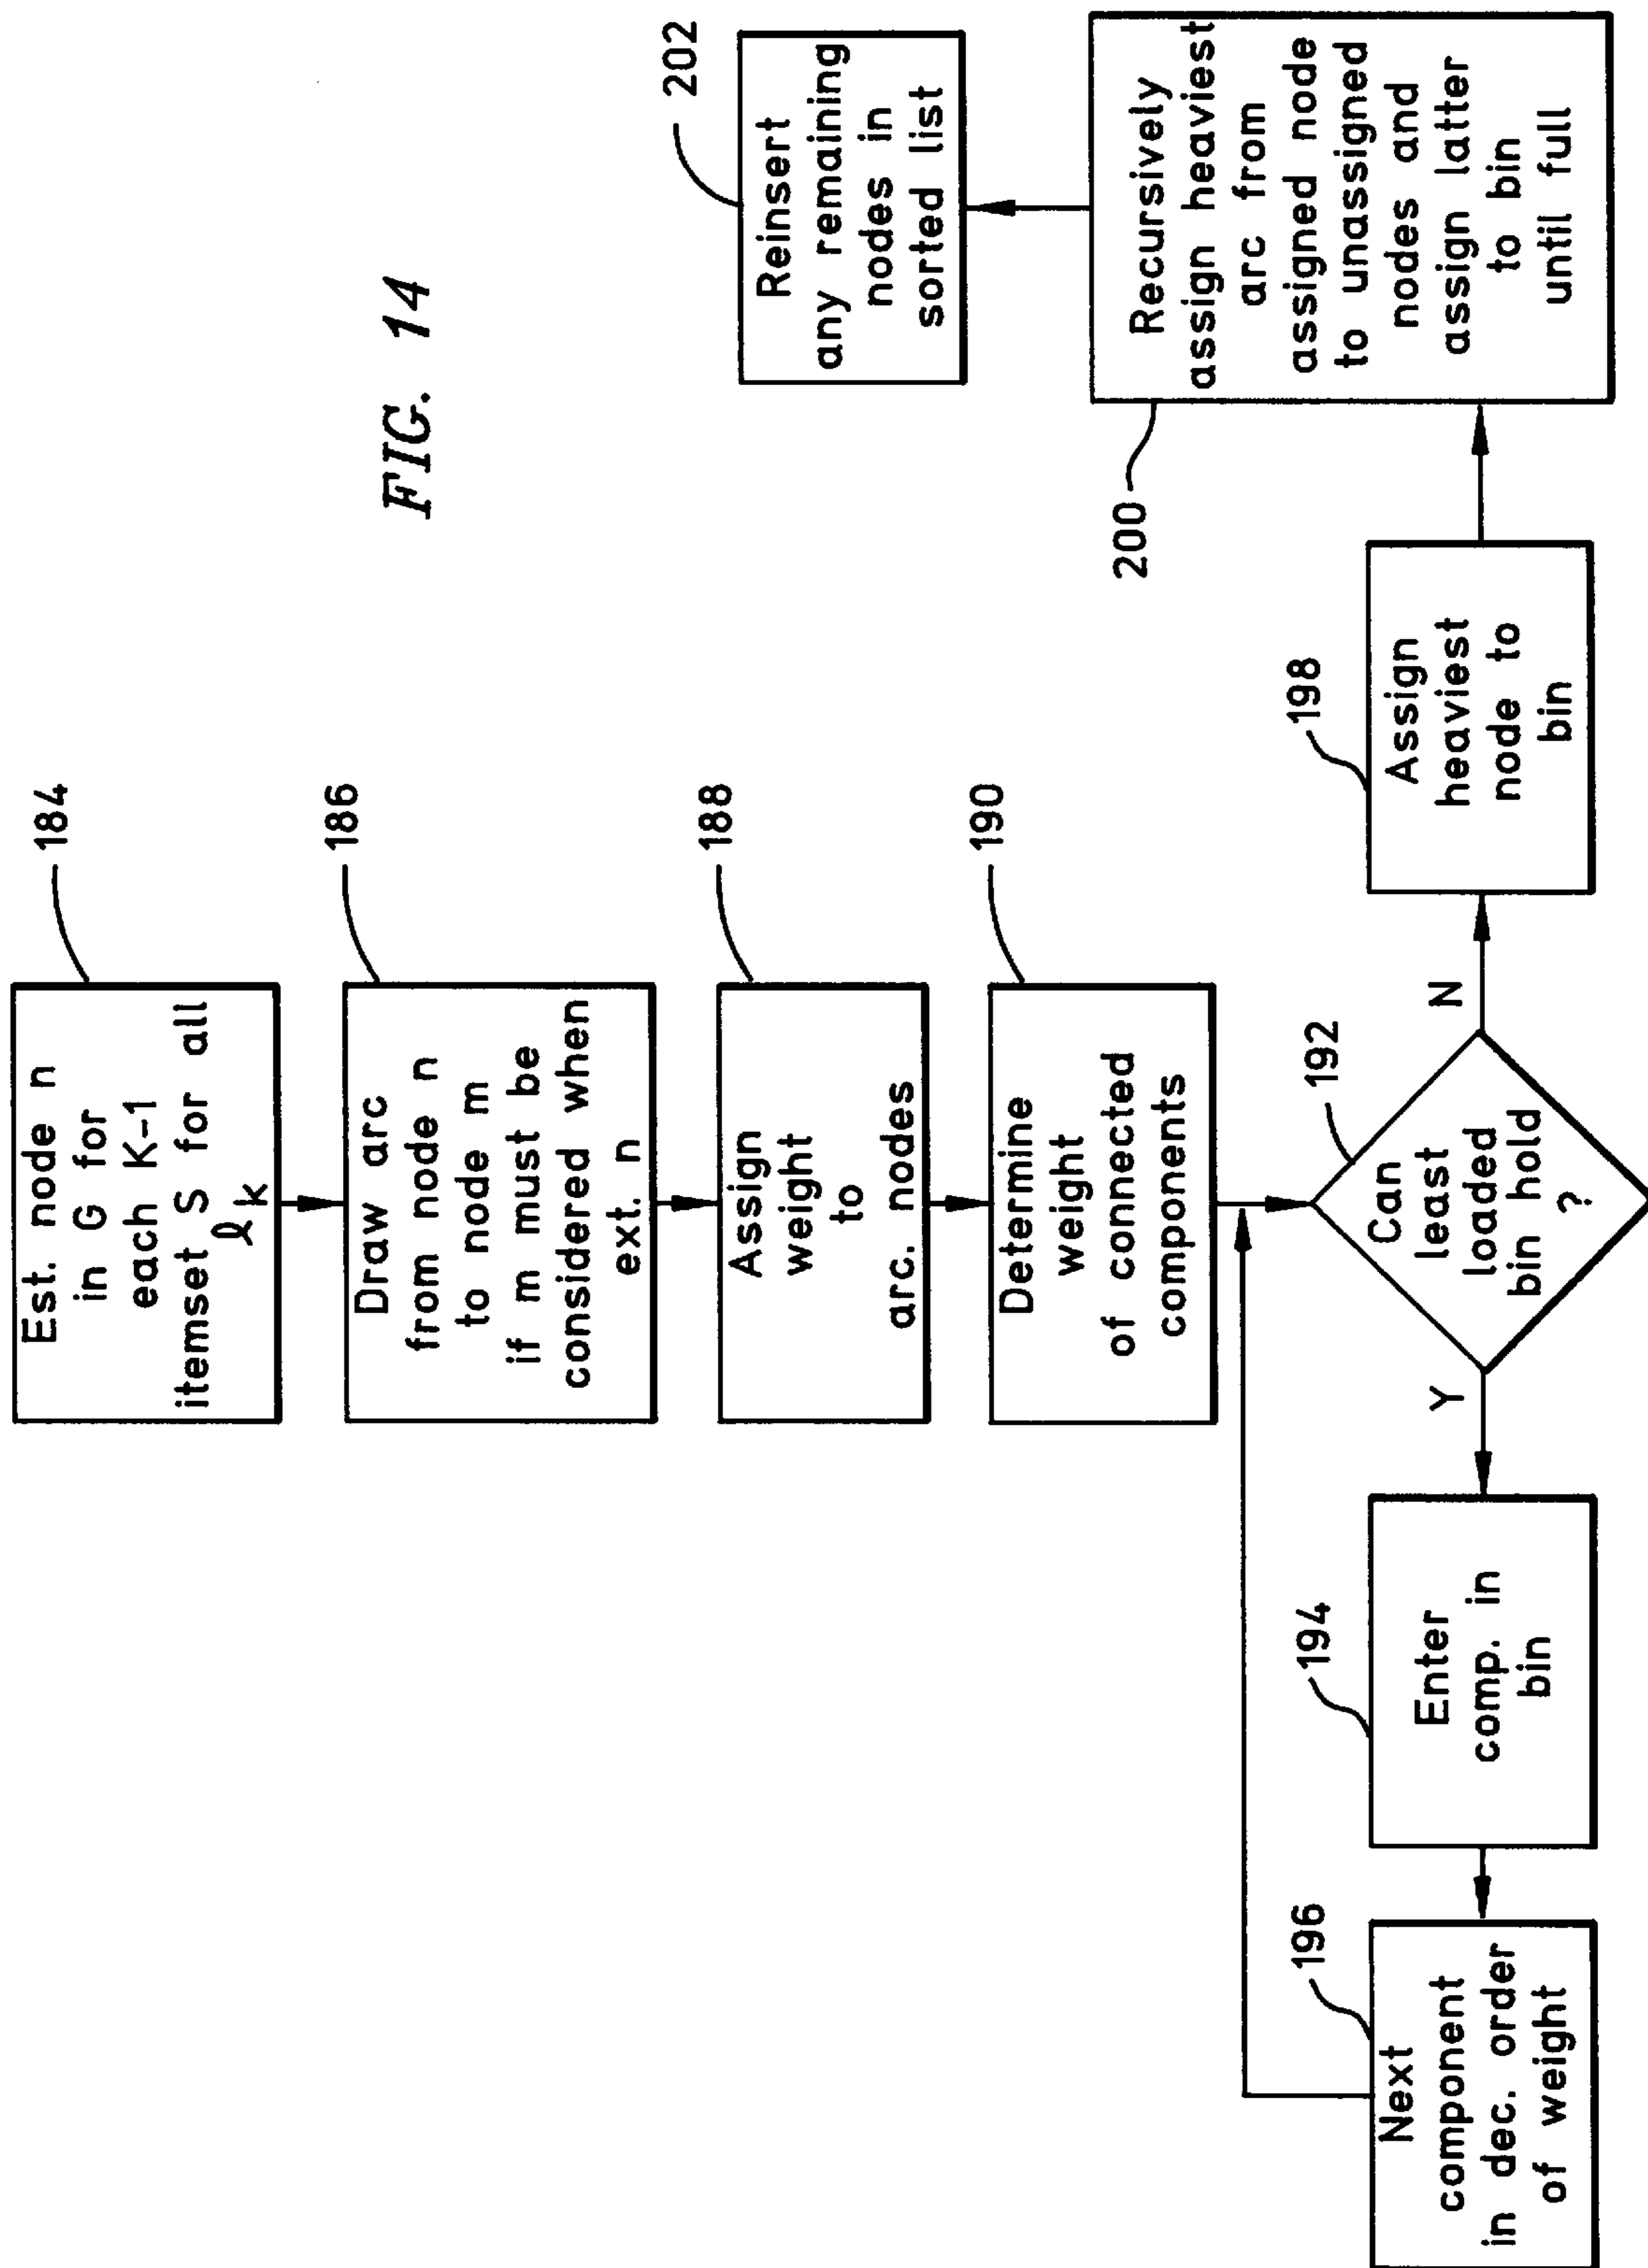 FIG. 14
Est. node n
in G for
each K-1
itemset S for all
ℓk
184
Draw arc
from node n
to node m
if m must be
considered when
ext. n
186
Assign
weight
to
arc. nodes
188
Determine
weight
of connected
components
190
Can
least
loaded
bin hold
?
192
Y
N
Enter
comp. in
bin
194
Next
component
in dec. order
of weight
196
Assign
heaviest
node to
bin
198
Recursively
assign heaviest
arc from
assigned node
to unassigned
nodes and
assign latter
to bin
until full
200
Reinsert
any remaining
nodes in
sorted list
202